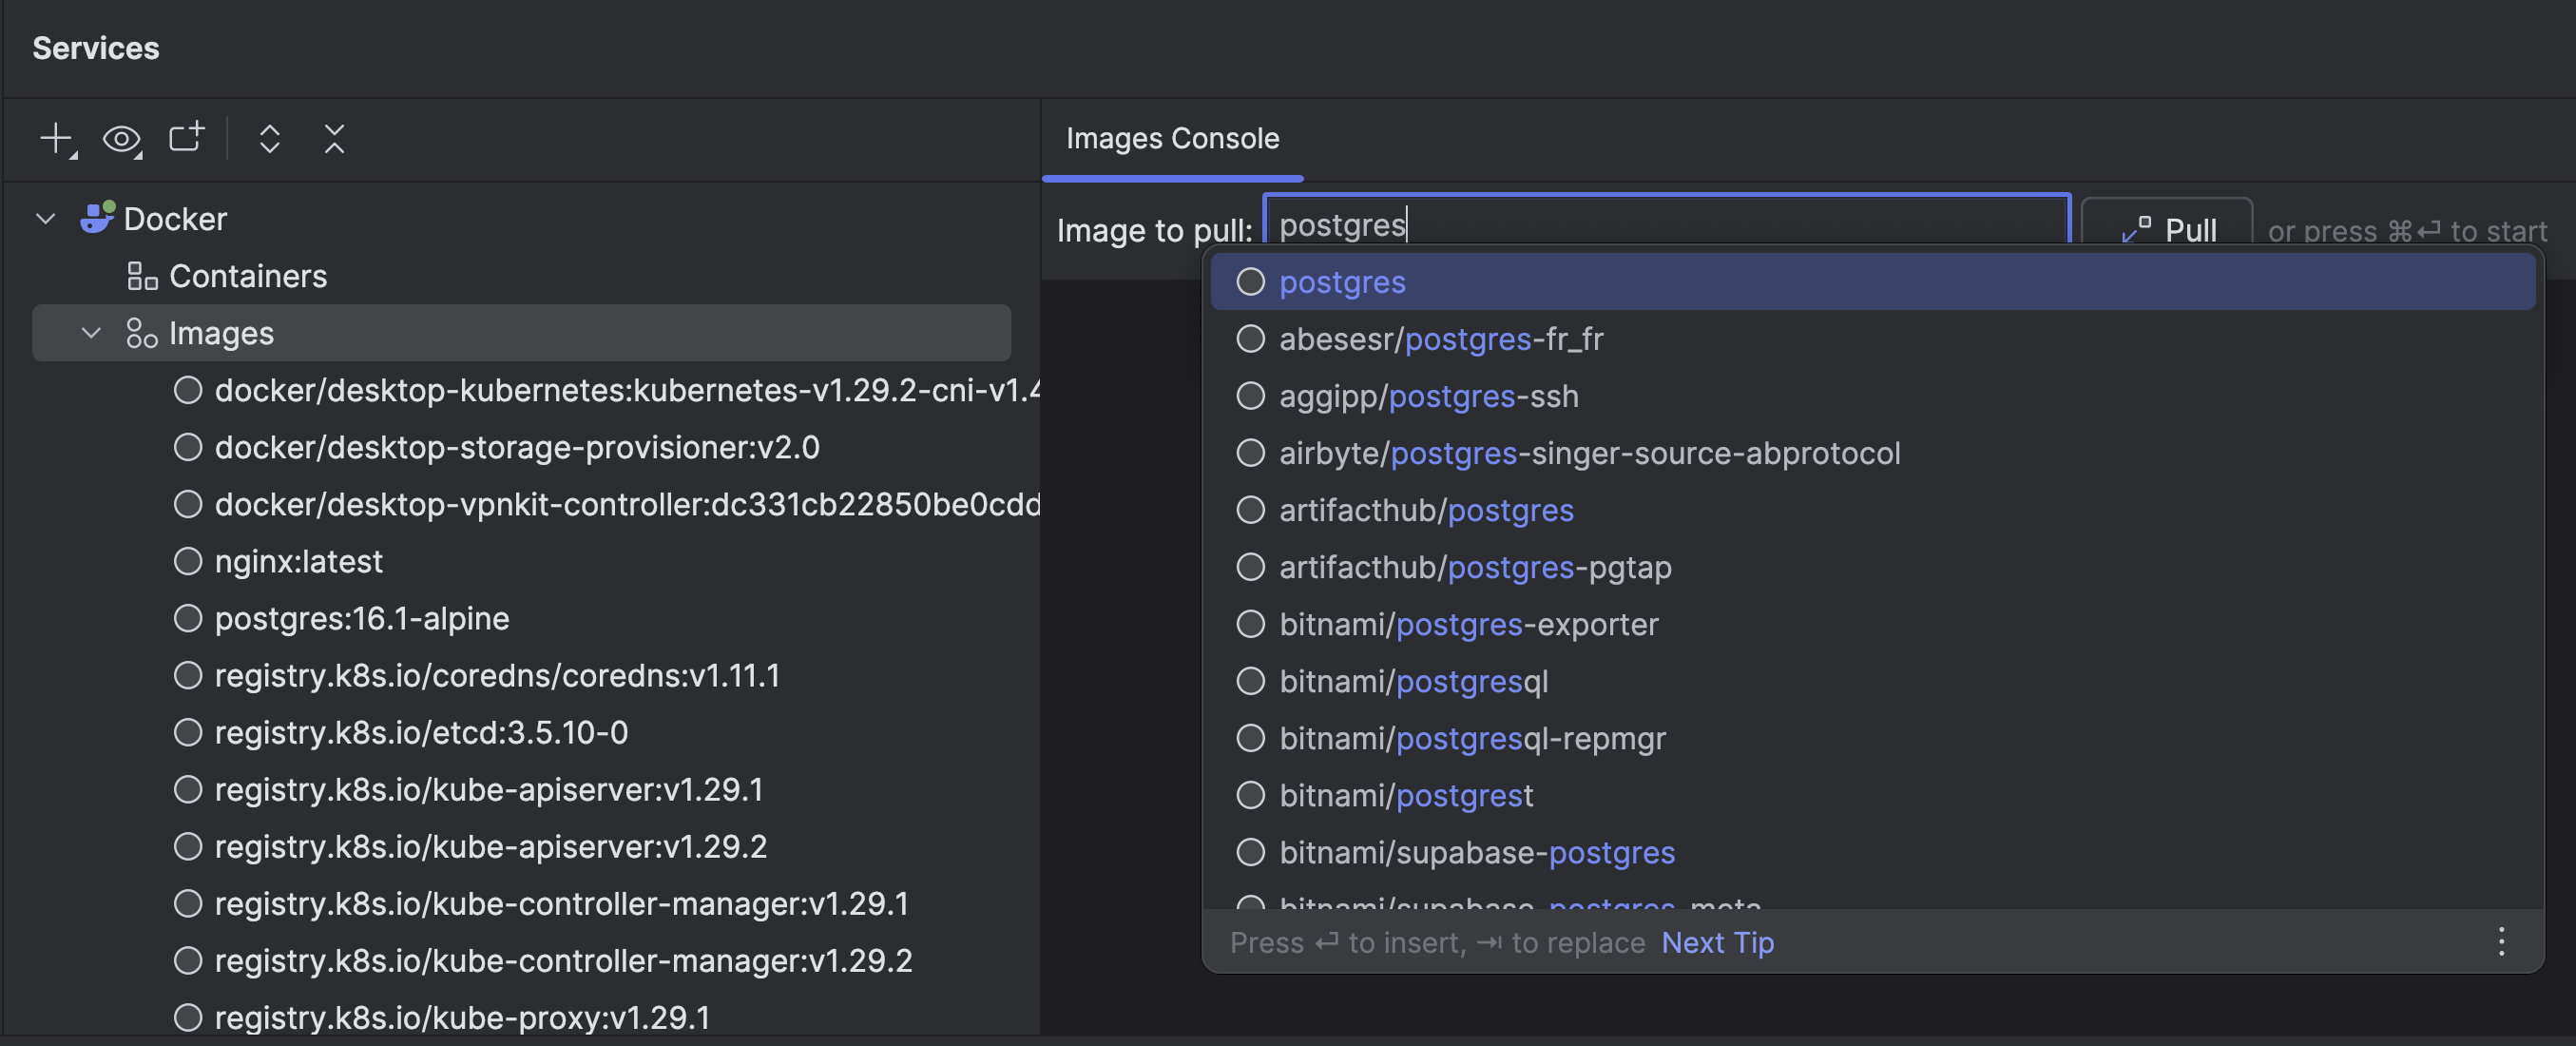 Services
Docker
Containers
Images
docker/desktop-kubernetes:kubernetes-v1.29.2-cni-v1.4
docker/desktop-storage-provisioner:v2.0
docker/desktop-vpnkit-controller:dc331cb22850be0cdd
nginx:latest
postgres:16.1-alpine
registry.k8s.io/coredns/coredns:v1.11.1
registry.k8s.io/etcd:3.5.10-0
registry.k8s.io/kube-apiserver:v1.29.1
registry.k8s.io/kube-apiserver:v1.29.2
registry.k8s.io/kube-controller-manager:v1.29.1
registry.k8s.io/kube-controller-manager:v1.29.2
registry.k8s.io/kube-proxy:v1.29.1
Images Console
Image to pull: postgres Pull or press ⌘⏎ to start
postgres
abesesr/postgres-fr_fr
aggipp/postgres-ssh
airbyte/postgres-singer-source-abprotocol
artifacthub/postgres
artifacthub/postgres-pgtap
bitnami/postgres-exporter
bitnami/postgresql
bitnami/postgresql-repmgr
bitnami/postgrest
bitnami/supabase-postgres
bitnami/supabase-postgres-meta
Press ⏎ to insert, ⇥ to replace Next Tip